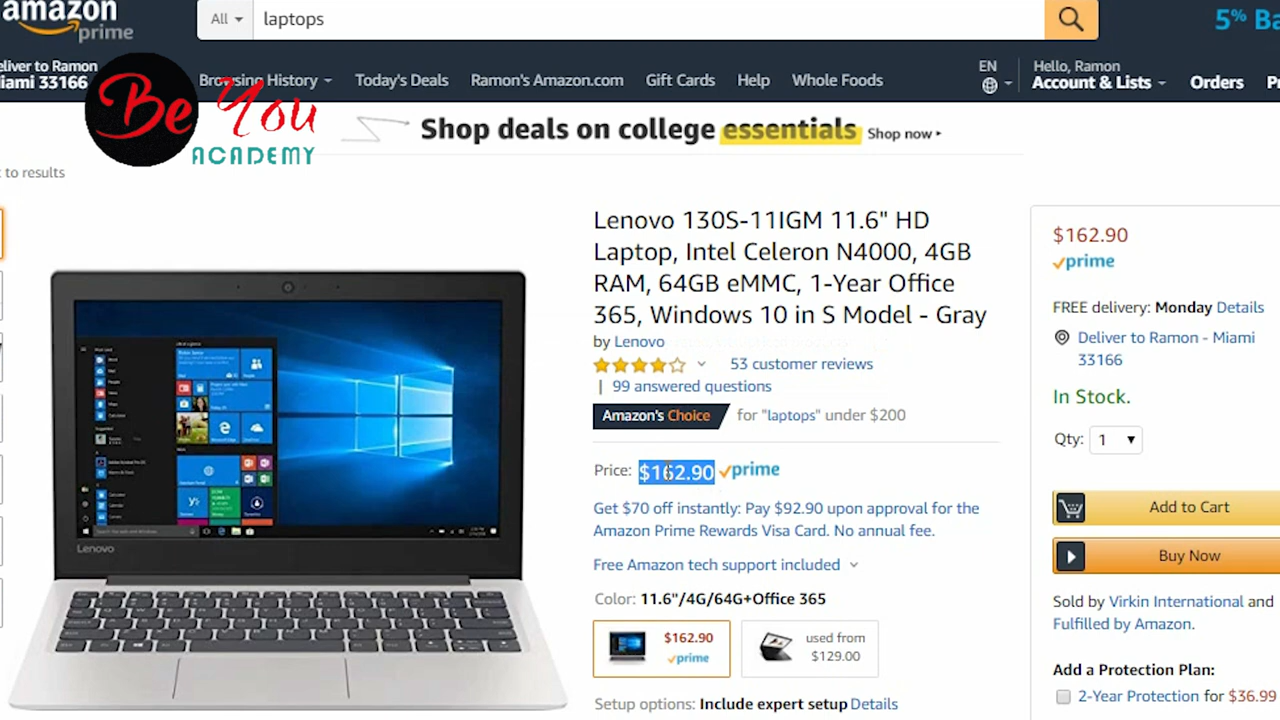 amazon
prime
All
laptops
5% Ba
eliver to Ramon
Miami 33166
Browsing History
Today's Deals
Ramon's Amazon.com
Gift Cards
Help
Whole Foods
EN
Hello, Ramon
Account & Lists
Orders
Pr
Be You
ACADEMY
Shop deals on college essentials Shop now
t to results
Lenovo 130S-11IGM 11.6" HD
Laptop, Intel Celeron N4000, 4GB
RAM, 64GB eMMC, 1-Year Office
365, Windows 10 in S Model - Gray
by Lenovo
53 customer reviews
| 99 answered questions
Amazon's Choice for "laptops" under $200
Price: $162.90 prime
Get $70 off instantly: Pay $92.90 upon approval for the
Amazon Prime Rewards Visa Card. No annual fee.
Free Amazon tech support included
Color: 11.6"/4G/64G+Office 365
$162.90
prime
used from
$129.00
Setup options: Include expert setup Details
Lenovo
$162.90
prime
FREE delivery: Monday Details
Deliver to Ramon - Miami
33166
In Stock.
Qty: 1
Add to Cart
Buy Now
Sold by Virkin International and
Fulfilled by Amazon.
Add a Protection Plan:
2-Year Protection for $36.99